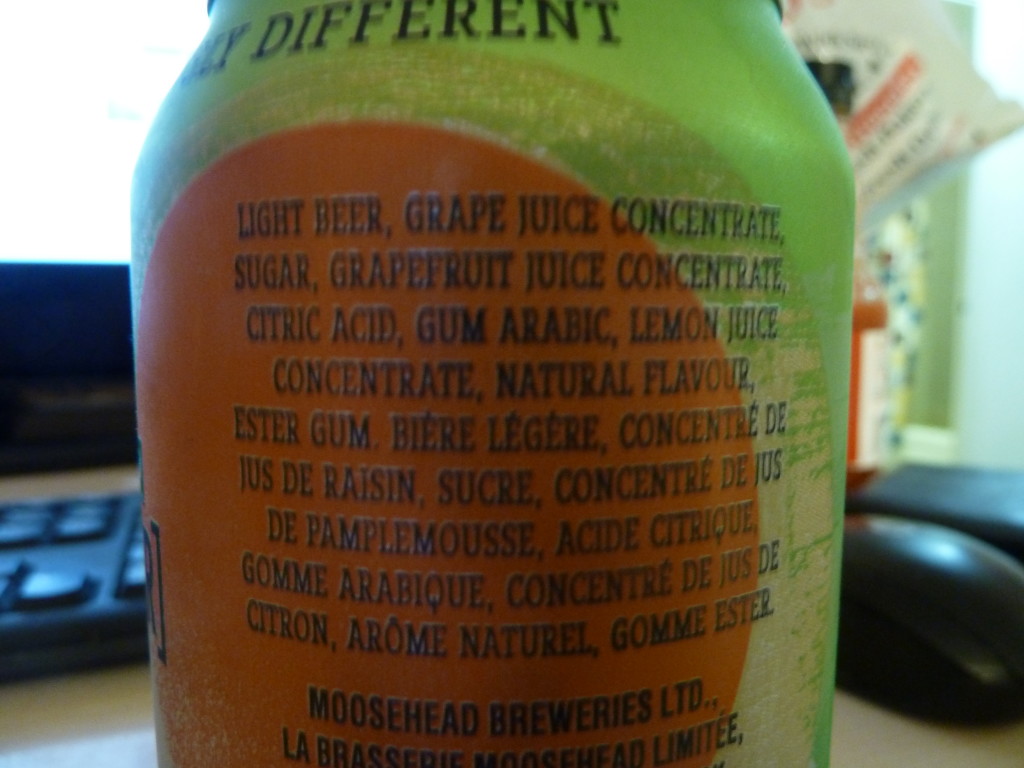 DIFFERENT
LIGHT BEER, GRAPE JUICE CONCENTRATE,
SUGAR, GRAPEFRUIT JUICE CONCENTRATE,
CITRIC ACID, GUM ARABIC, LEMON JUICE
CONCENTRATE, NATURAL FLAVOUR,
ESTER GUM. BIÈRE LÉGÉRE, CONCENTRÉ DE
JUS DE RAISIN, SUCRE, CONCENTRÉ DE JUS
DE PAMPLEMOUSSE, ACIDE CITRIQUE,
GOMME ARABIQUE, CONCENTRÉ DE JUS DE
CITRON, ARÔME NATUREL, GOMME ESTER.
MOOSEHEAD BREWERIES LTD.,
LA BRASSERIE MOOSEHEAD LIMITÉE,